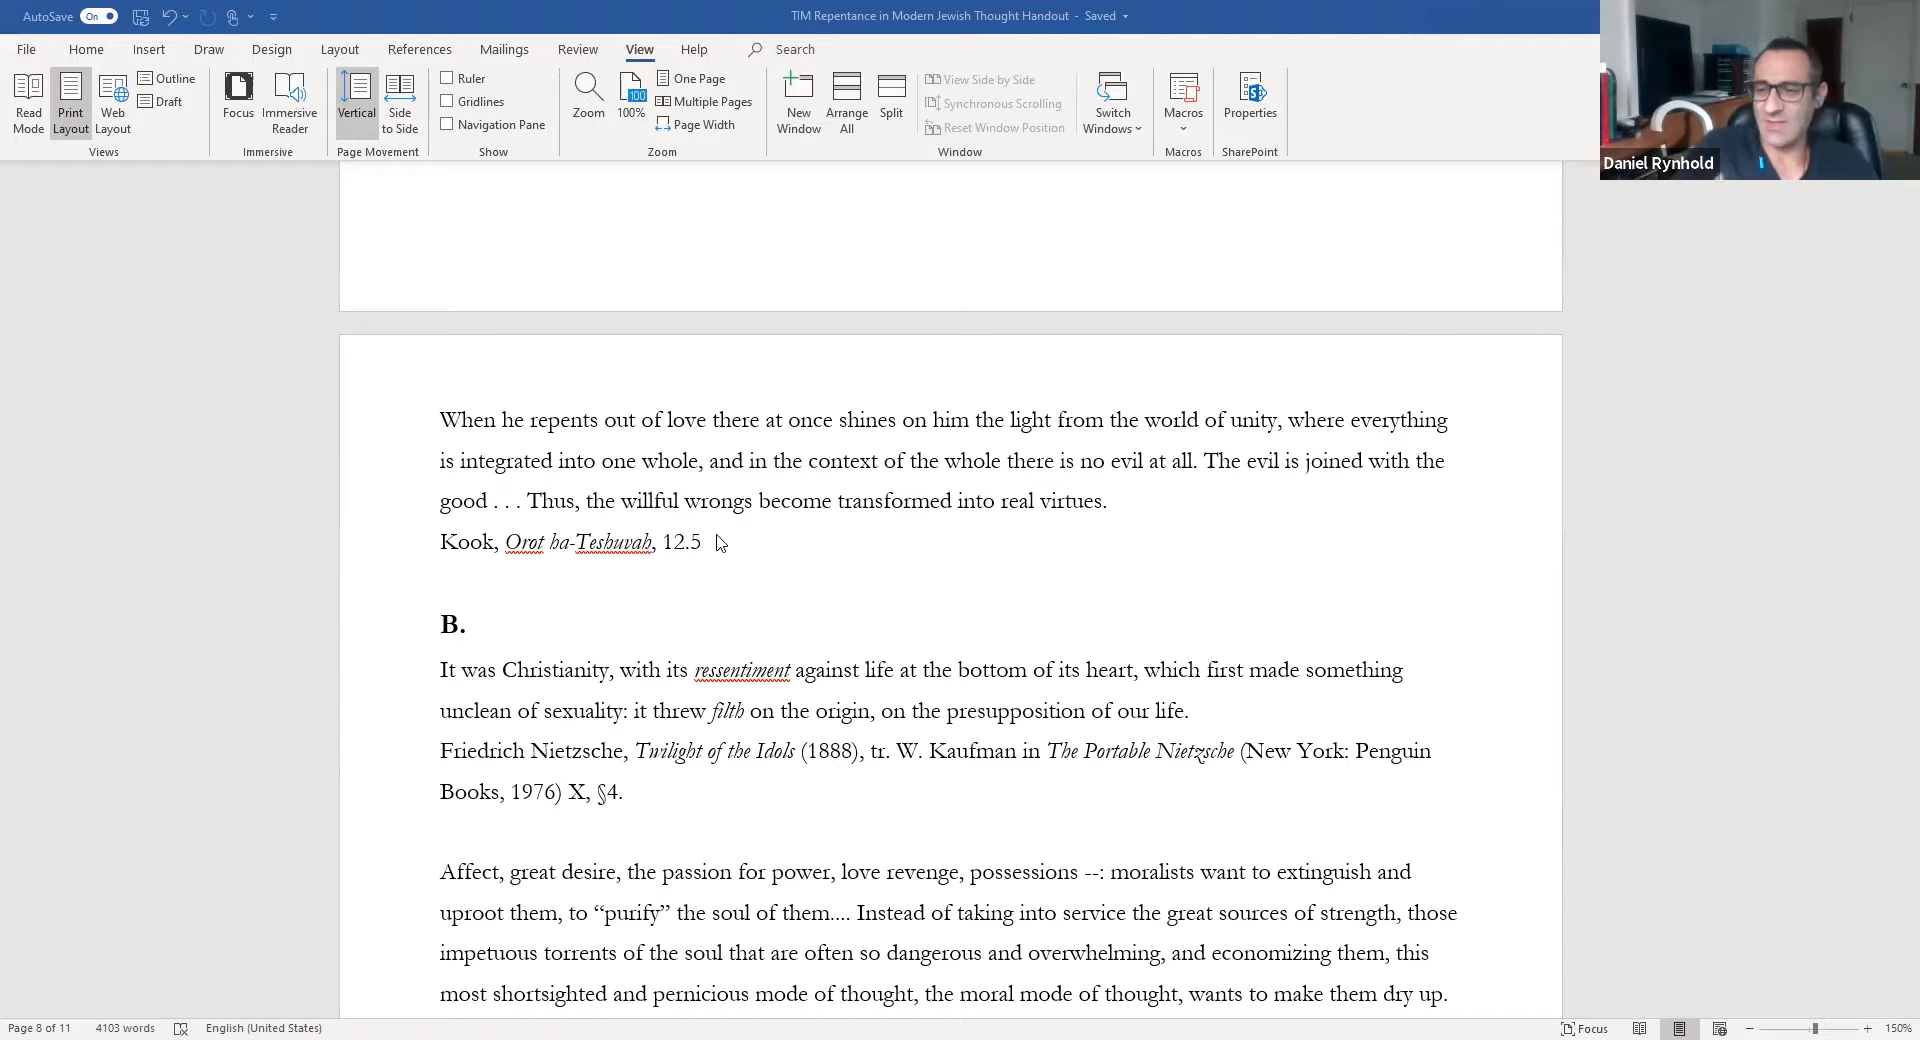 AutoSave On TIM Repentance in Modern Jewish Thought Handout - Saved
File Home Insert Draw Design Layout References Mailings Review View Help Search
Read Mode
Print Layout
Web Layout
Outline
Draft
Views
Focus
Immersive Reader
Immersive
Vertical
Side to Side
Page Movement
Ruler
Gridlines
Navigation Pane
Show
Zoom
100
100%
One Page
Multiple Pages
Page Width
Zoom
New Window
Arrange All
Split
View Side by Side
Synchronous Scrolling
Reset Window Position
Window
Switch Windows
Macros
Macros
Properties
SharePoint
Daniel Rynhold
When he repents out of love there at once shines on him the light from the world of unity, where everything
is integrated into one whole, and in the context of the whole there is no evil at all. The evil is joined with the
good . . . Thus, the willful wrongs become transformed into real virtues.
Kook, Orot ha-Teshuvah, 12.5
B.
It was Christianity, with its ressentiment against life at the bottom of its heart, which first made something
unclean of sexuality: it threw filth on the origin, on the presupposition of our life.
Friedrich Nietzsche, Twilight of the Idols (1888), tr. W. Kaufman in The Portable Nietzsche (New York: Penguin
Books, 1976) X, §4.
Affect, great desire, the passion for power, love revenge, possessions --: moralists want to extinguish and
uproot them, to “purify” the soul of them.... Instead of taking into service the great sources of strength, those
impetuous torrents of the soul that are often so dangerous and overwhelming, and economizing them, this
most shortsighted and pernicious mode of thought, the moral mode of thought, wants to make them dry up.
Page 8 of 11 4103 words English (United States) Focus 150%